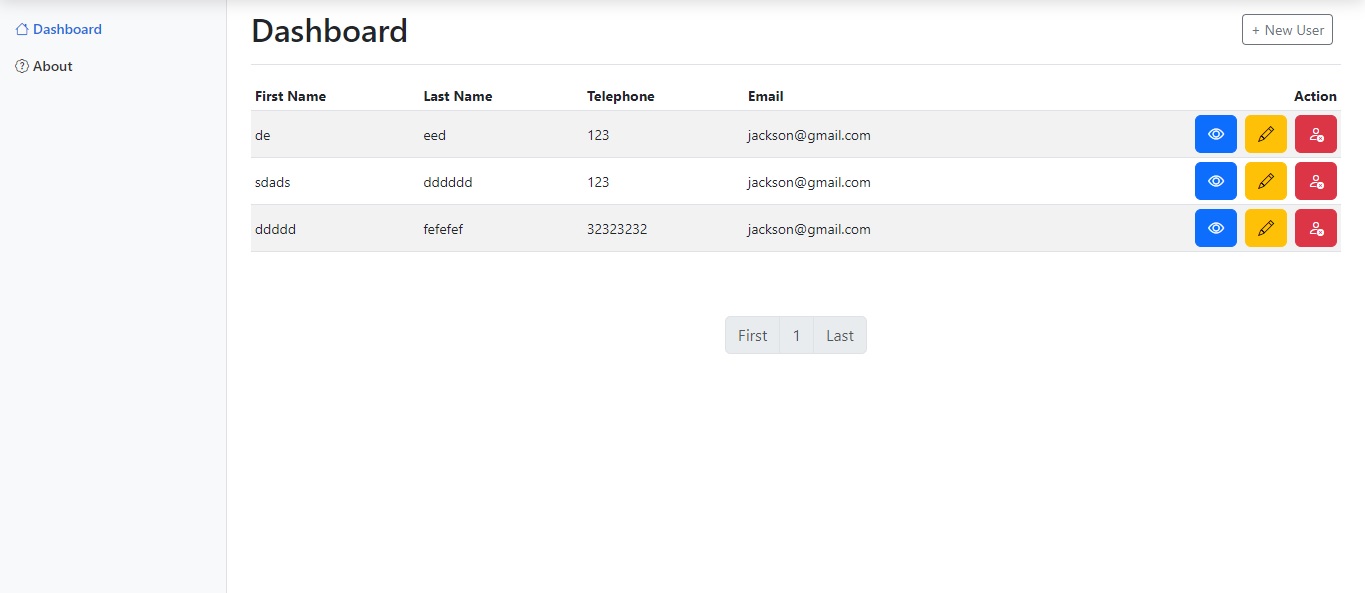 Dashboard
About
Dashboard
+ New User
First Name Last Name Telephone Email Action
de eed 123 jackson@gmail.com
sdads dddddd 123 jackson@gmail.com
ddddd fefefef 32323232 jackson@gmail.com
First 1 Last